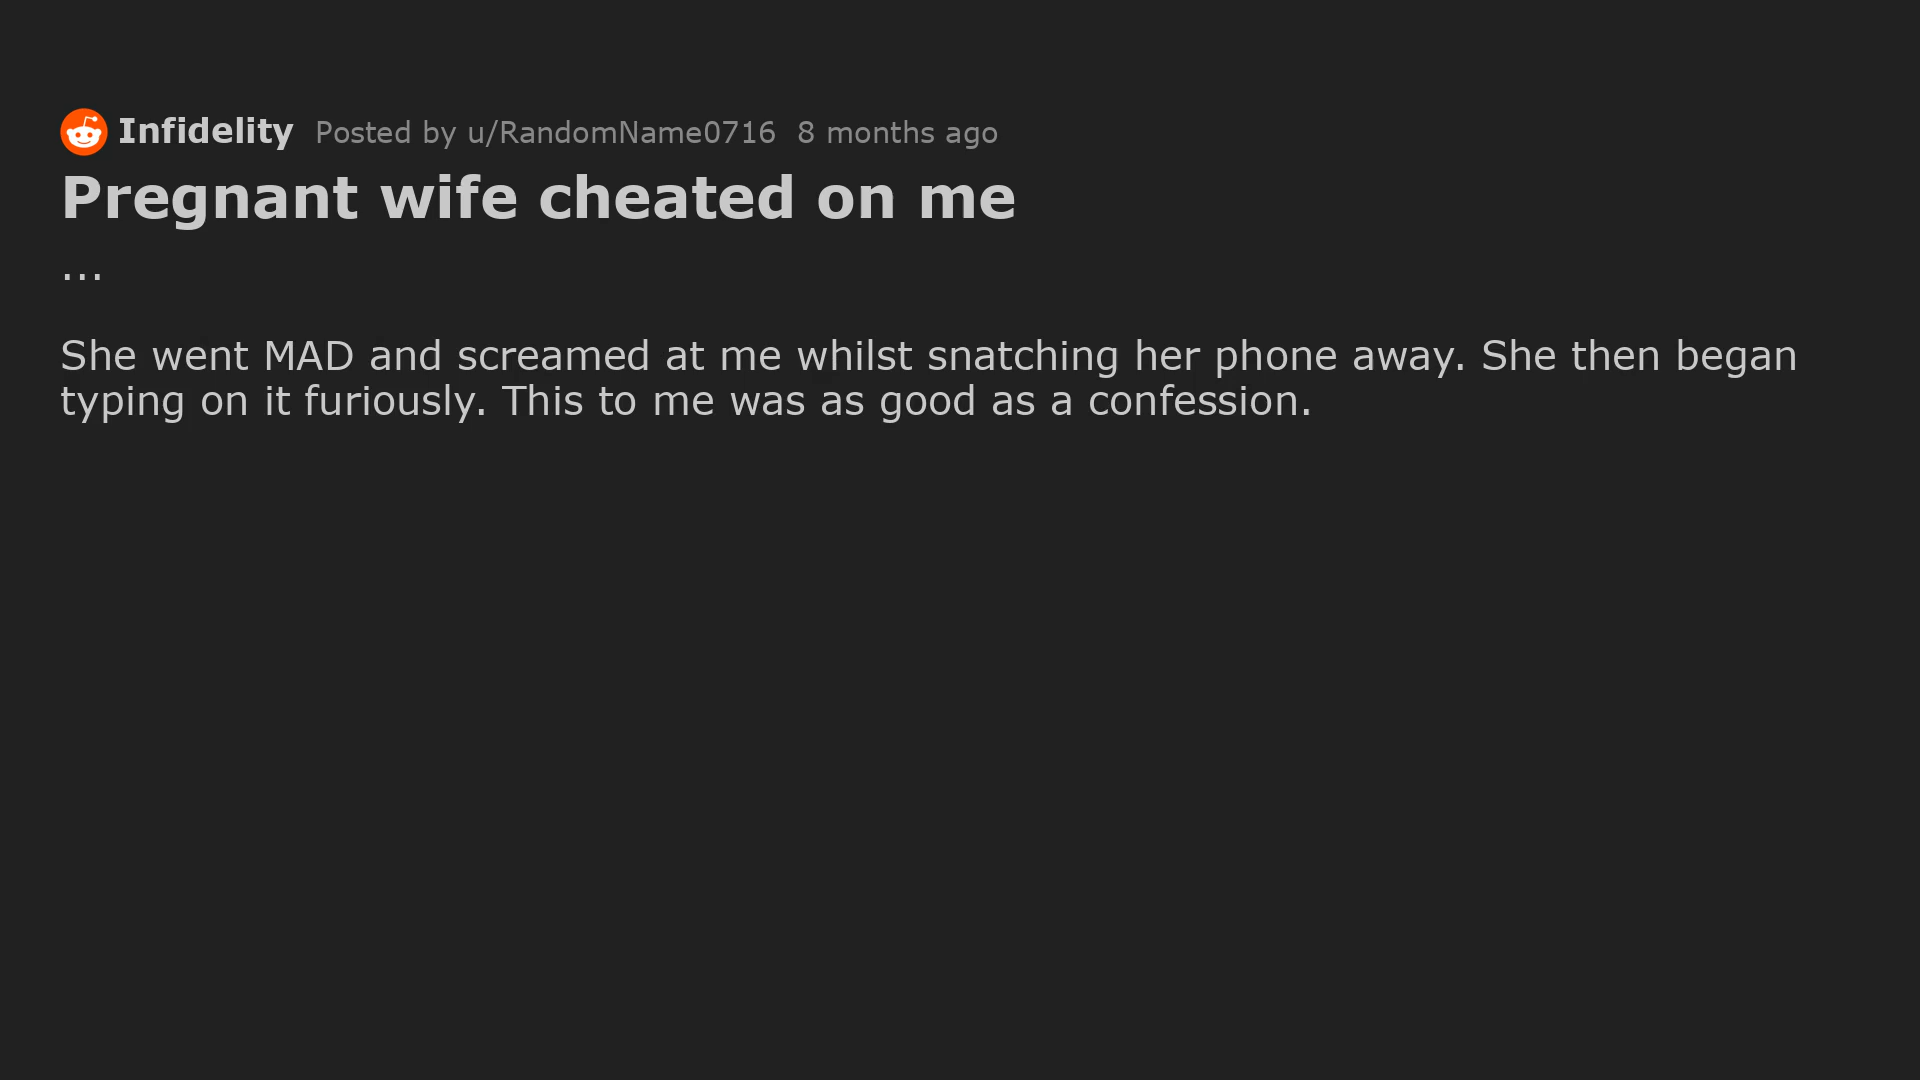 Infidelity Posted by u/RandomName0716 8 months ago
Pregnant wife cheated on me
...
She went MAD and screamed at me whilst snatching her phone away. She then began
typing on it furiously. This to me was as good as a confession.